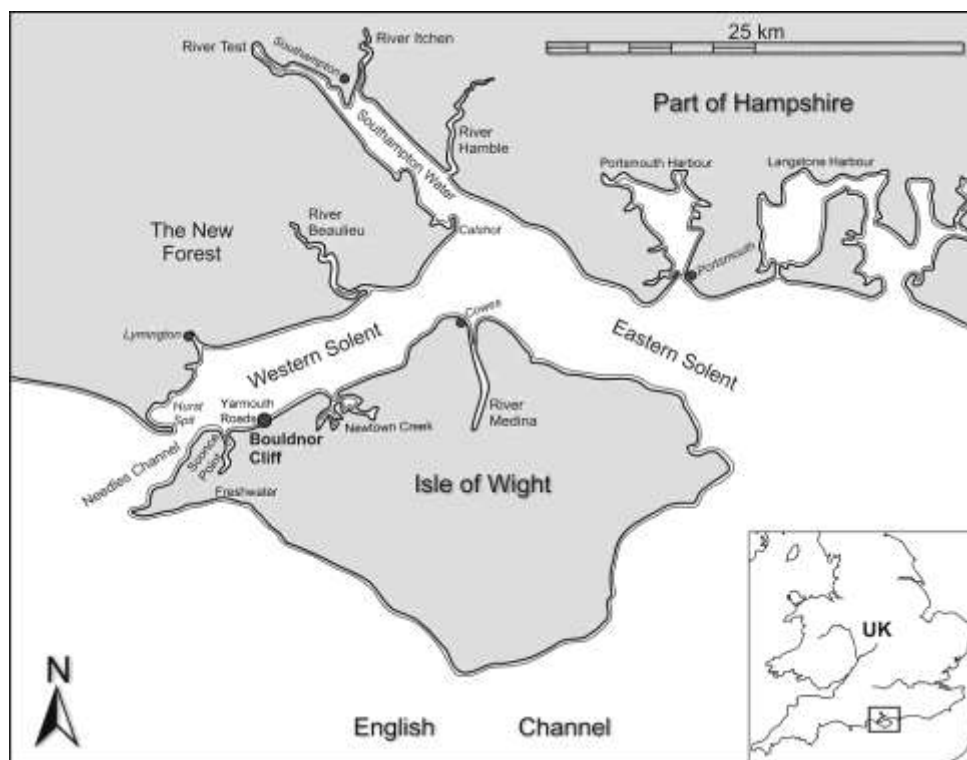 25 km
River Itchen
River Test
Southampton
Part of Hampshire
Southampton Water
River
Hamble
Portsmouth Harbour
Langstone Harbour
River
Beaulieu
The New
Forest
Calshot
Portsmouth
Lymington
Cowes
Western Solent
Eastern Solent
Hurst
Spit
Yarmouth
Roads
Newtown Creek
River
Medina
Bouldnor
Cliff
Needles Channel
Sconce
Point
Freshwater
Isle of Wight
UK
N
English Channel